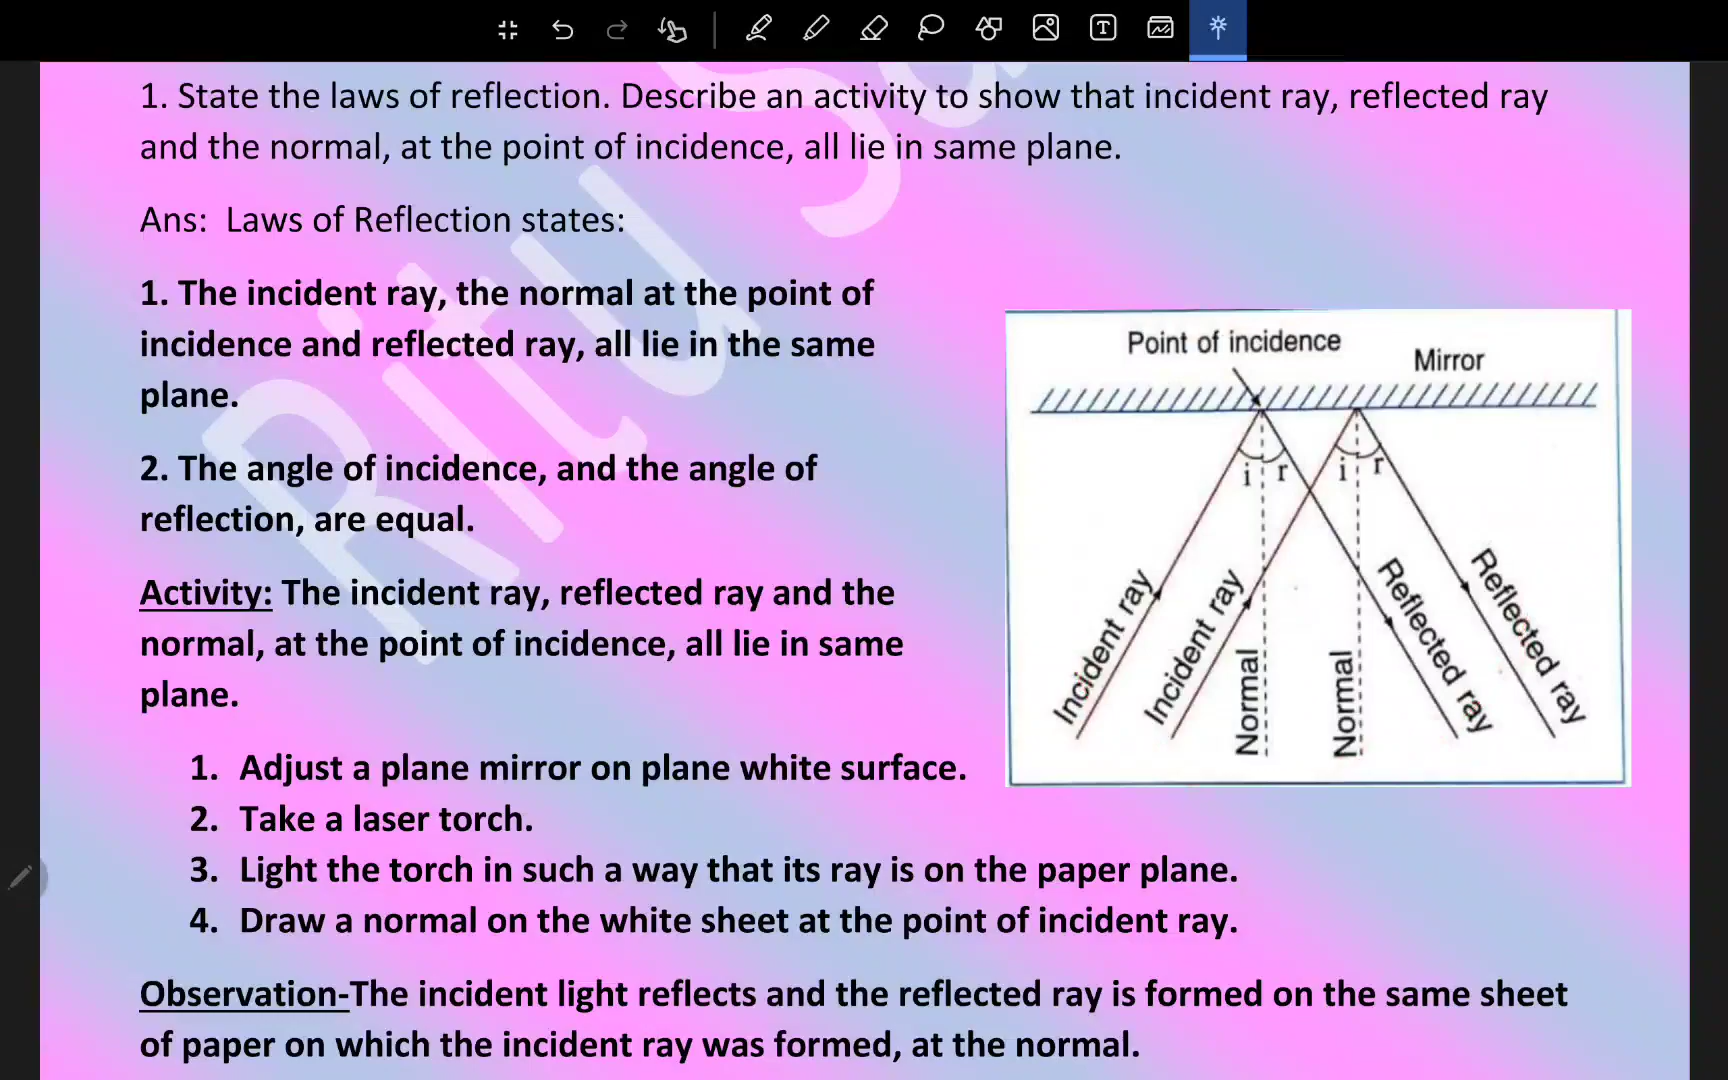 1. State the laws of reflection. Describe an activity to show that incident ray, reflected ray
and the normal, at the point of incidence, all lie in same plane.
Ans:  Laws of Reflection states:
1. The incident ray, the normal at the point of
incidence and reflected ray, all lie in the same
plane.
2. The angle of incidence, and the angle of
reflection, are equal.
Activity: The incident ray, reflected ray and the
normal, at the point of incidence, all lie in same
plane.
Point of incidence
Mirror
i
r
i
r
Incident ray
Incident ray
Normal
Normal
Reflected ray
Reflected ray
1. Adjust a plane mirror on plane white surface.
2. Take a laser torch.
3. Light the torch in such a way that its ray is on the paper plane.
4. Draw a normal on the white sheet at the point of incident ray.
Observation-The incident light reflects and the reflected ray is formed on the same sheet
of paper on which the incident ray was formed, at the normal.
Ritu